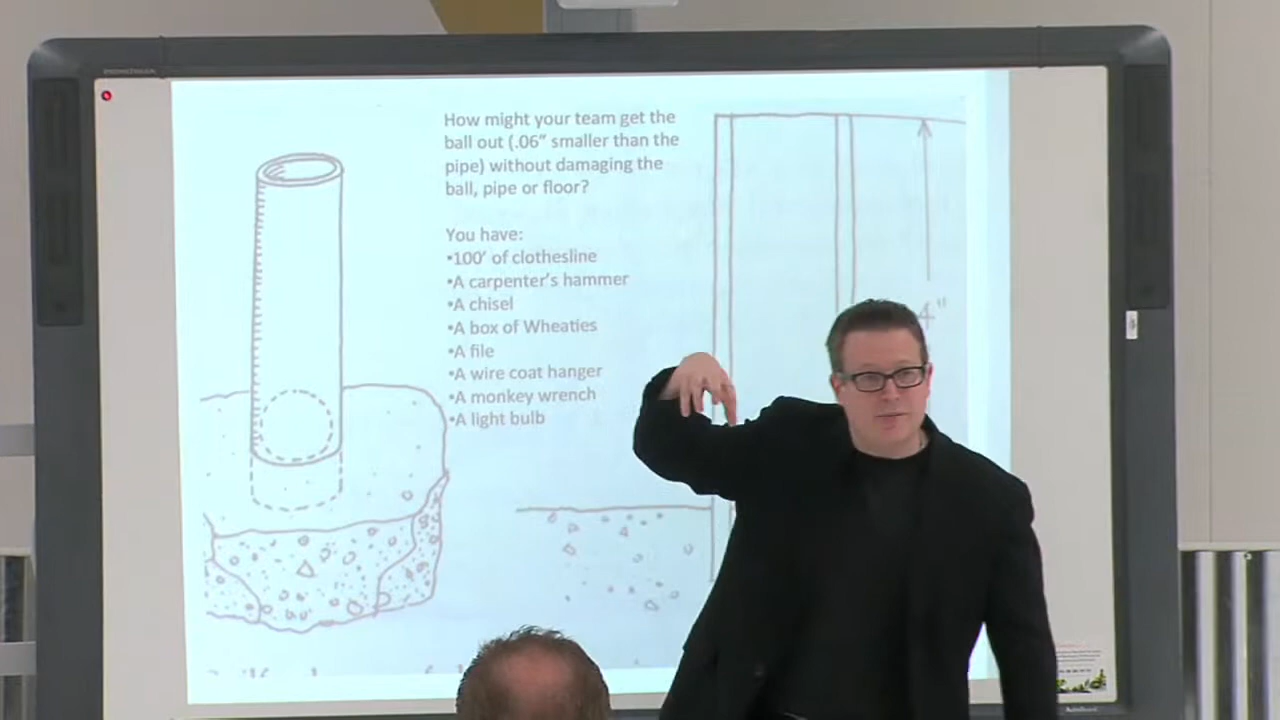 PROMETHEAN
How might your team get the
ball out (.06" smaller than the
pipe) without damaging the
ball, pipe or floor?
You have:
•100' of clothesline
•A carpenter's hammer
•A chisel
•A box of Wheaties
•A file
•A wire coat hanger
•A monkey wrench
•A light bulb
4"